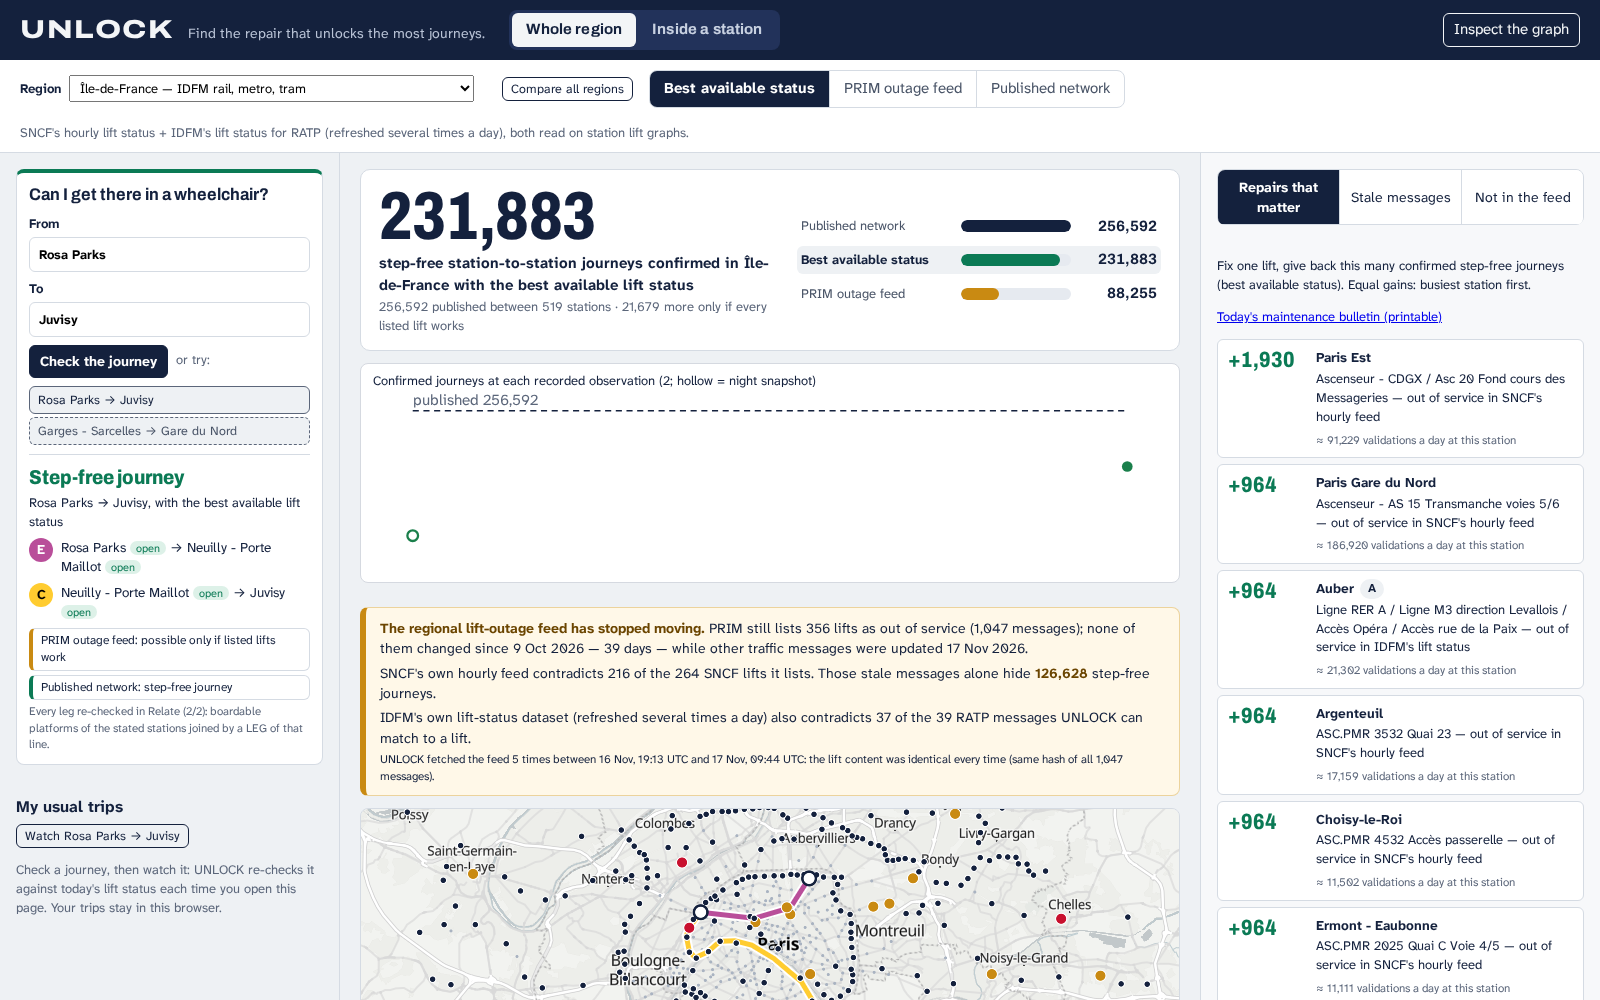 UNLOCK
Find the repair that unlocks the most journeys.
Whole region
Inside a station
Inspect the graph
Region
Île-de-France — IDFM rail, metro, tram
Compare all regions
Best available status
PRIM outage feed
Published network
SNCF's hourly lift status + IDFM's lift status for RATP (refreshed several times a day), both read on station lift graphs.
Can I get there in a wheelchair?
From
Rosa Parks
To
Juvisy
Check the journey
or try:
Rosa Parks → Juvisy
Garges - Sarcelles → Gare du Nord
Step-free journey
Rosa Parks → Juvisy, with the best available lift
status
E
Rosa Parks open → Neuilly - Porte
Maillot open
C
Neuilly - Porte Maillot open → Juvisy
open
PRIM outage feed: possible only if listed lifts
work
Published network: step-free journey
Every leg re-checked in Relate (2/2): boardable
platforms of the stated stations joined by a LEG of that
line.
My usual trips
Watch Rosa Parks → Juvisy
Check a journey, then watch it: UNLOCK re-checks it
against today's lift status each time you open this
page. Your trips stay in this browser.
231,883
step-free station-to-station journeys confirmed in Île-
de-France with the best available lift status
256,592 published between 519 stations · 21,679 more only if every
listed lift works
Published network 256,592
Best available status 231,883
PRIM outage feed 88,255
Confirmed journeys at each recorded observation (2; hollow = night snapshot)
published 256,592
The regional lift-outage feed has stopped moving. PRIM still lists 356 lifts as out of service (1,047 messages); none of
them changed since 9 Oct 2026 — 39 days — while other traffic messages were updated 17 Nov 2026.
SNCF's own hourly feed contradicts 216 of the 264 SNCF lifts it lists. Those stale messages alone hide 126,628 step-free
journeys.
IDFM's own lift-status dataset (refreshed several times a day) also contradicts 37 of the 39 RATP messages UNLOCK can
match to a lift.
UNLOCK fetched the feed 5 times between 16 Nov, 19:13 UTC and 17 Nov, 09:44 UTC: the lift content was identical every time (same hash of all 1,047
messages).
Poissy
Colombes
Aubervilliers
Drancy
Livry-Gargan
Saint-Germain-
en-Laye
Nanterre
Bondy
Chelles
Paris
Montreuil
Boulogne-
Billancourt
Noisy-le-Grand
Repairs that
matter
Stale messages
Not in the feed
Fix one lift, give back this many confirmed step-free journeys
(best available status). Equal gains: busiest station first.
Today's maintenance bulletin (printable)
+1,930
Paris Est
Ascenseur - CDGX / Asc 20 Fond cours des
Messageries — out of service in SNCF's
hourly feed
≈ 91,229 validations a day at this station
+964
Paris Gare du Nord
Ascenseur - AS 15 Transmanche voies 5/6
— out of service in SNCF's hourly feed
≈ 186,920 validations a day at this station
+964
Auber A
Ligne RER A / Ligne M3 direction Levallois /
Accès Opéra / Accès rue de la Paix — out of
service in IDFM's lift status
≈ 21,302 validations a day at this station
+964
Argenteuil
ASC.PMR 3532 Quai 23 — out of service in
SNCF's hourly feed
≈ 17,159 validations a day at this station
+964
Choisy-le-Roi
ASC.PMR 4532 Accès passerelle — out of
service in SNCF's hourly feed
≈ 11,502 validations a day at this station
+964
Ermont - Eaubonne
ASC.PMR 2025 Quai C Voie 4/5 — out of
service in SNCF's hourly feed
≈ 11,111 validations a day at this station